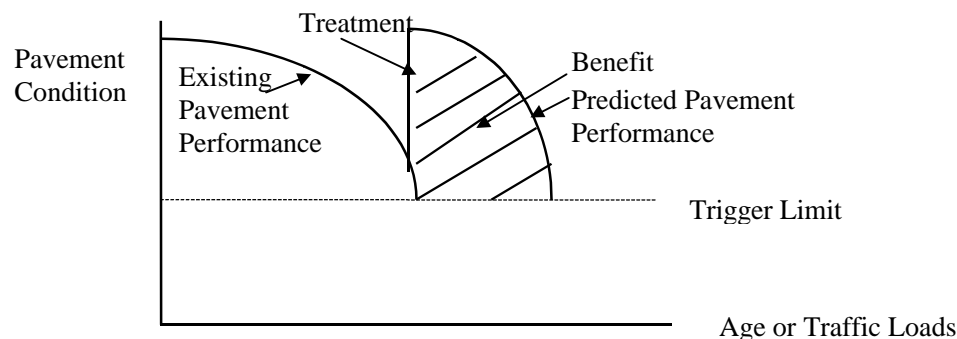 Treatment
Pavement
Condition
Existing
Pavement
Performance
Benefit
Predicted Pavement
Performance
Trigger Limit
Age or Traffic Loads